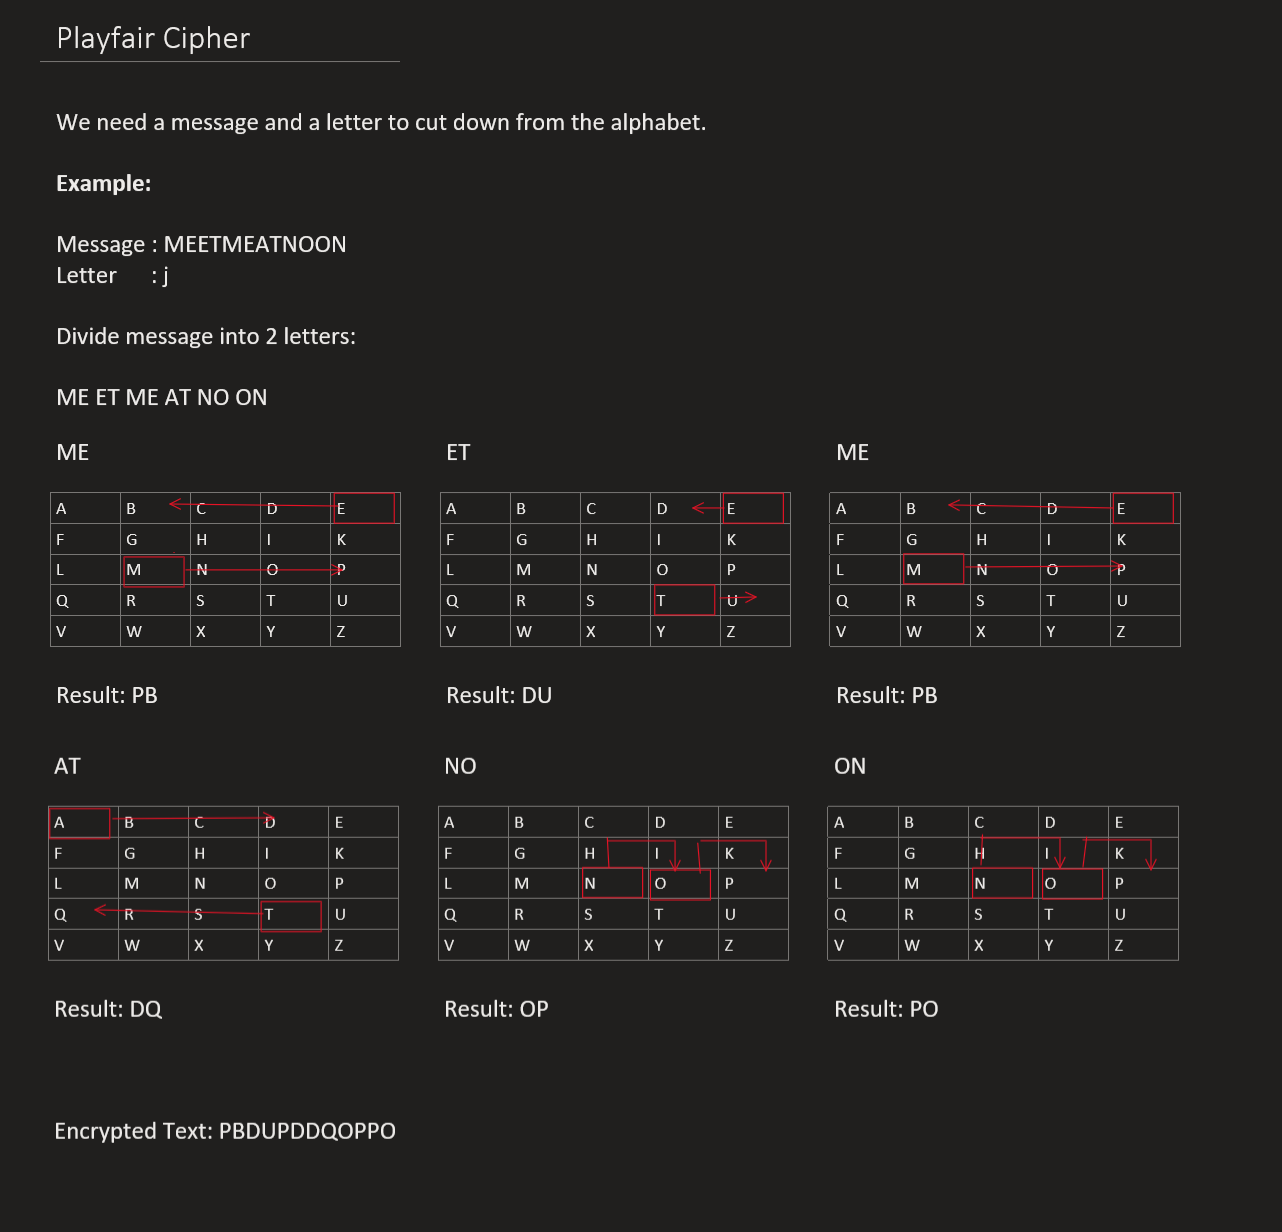 Playfair Cipher
We need a message and a letter to cut down from the alphabet.
Example:
Message : MEETMEATNOON
Letter : j
Divide message into 2 letters:
ME ET ME AT NO ON
ME ET ME
A B C D E A B C D E A B C D E
F G H I K F G H I K F G H I K
L M N O P L M N O P L M N O P
Q R S T U Q R S T U Q R S T U
V W X Y Z V W X Y Z V W X Y Z
Result: PB Result: DU Result: PB
AT NO ON
A B C D E A B C D E A B C D E
F G H I K F G H I K F G H I K
L M N O P L M N O P L M N O P
Q R S T U Q R S T U Q R S T U
V W X Y Z V W X Y Z V W X Y Z
Result: DQ Result: OP Result: PO
Encrypted Text: PBDUPDDQOPPO